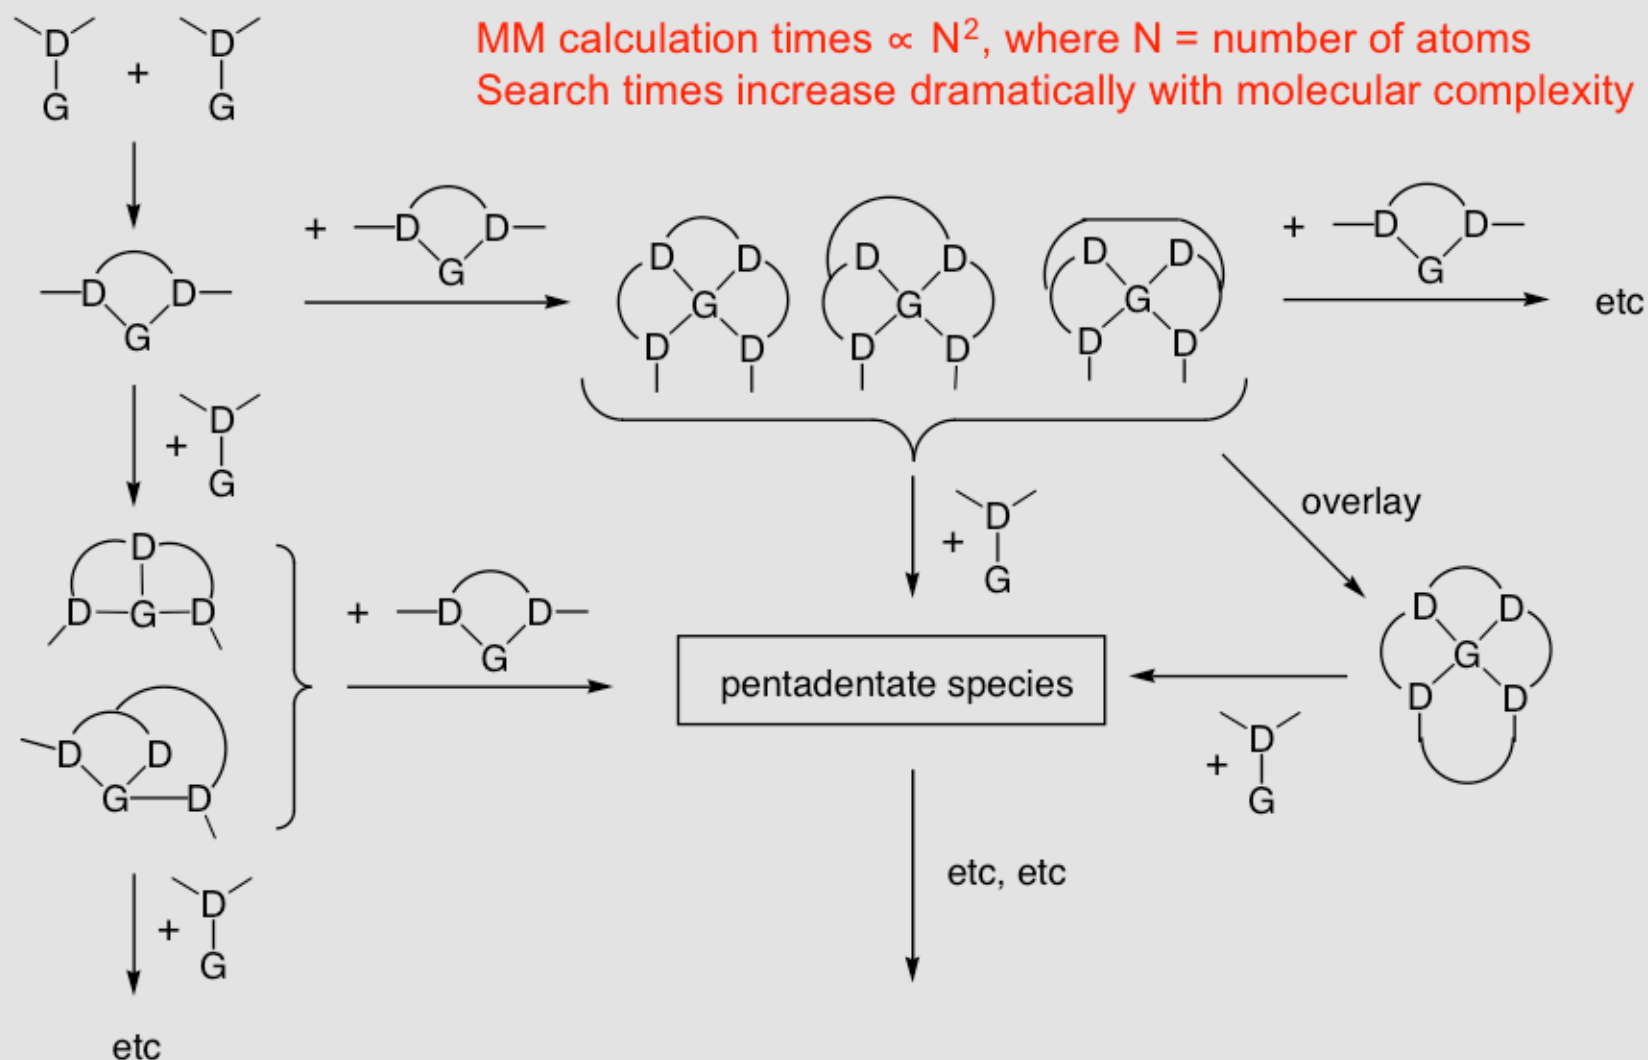 MM calculation times ∝ N², where N = number of atoms
Search times increase dramatically with molecular complexity
D D
+
G G
+ D D
G
D D
G
D D
G
D D
D D
G
D D
D D
G
D D
+ D D
G
etc
+ D
G
overlay
+ D
G
D
D G D
+ D D
G
D D
G
D D
pentadentate species
D D
G D
+ D
G
etc, etc
+ D
G
etc